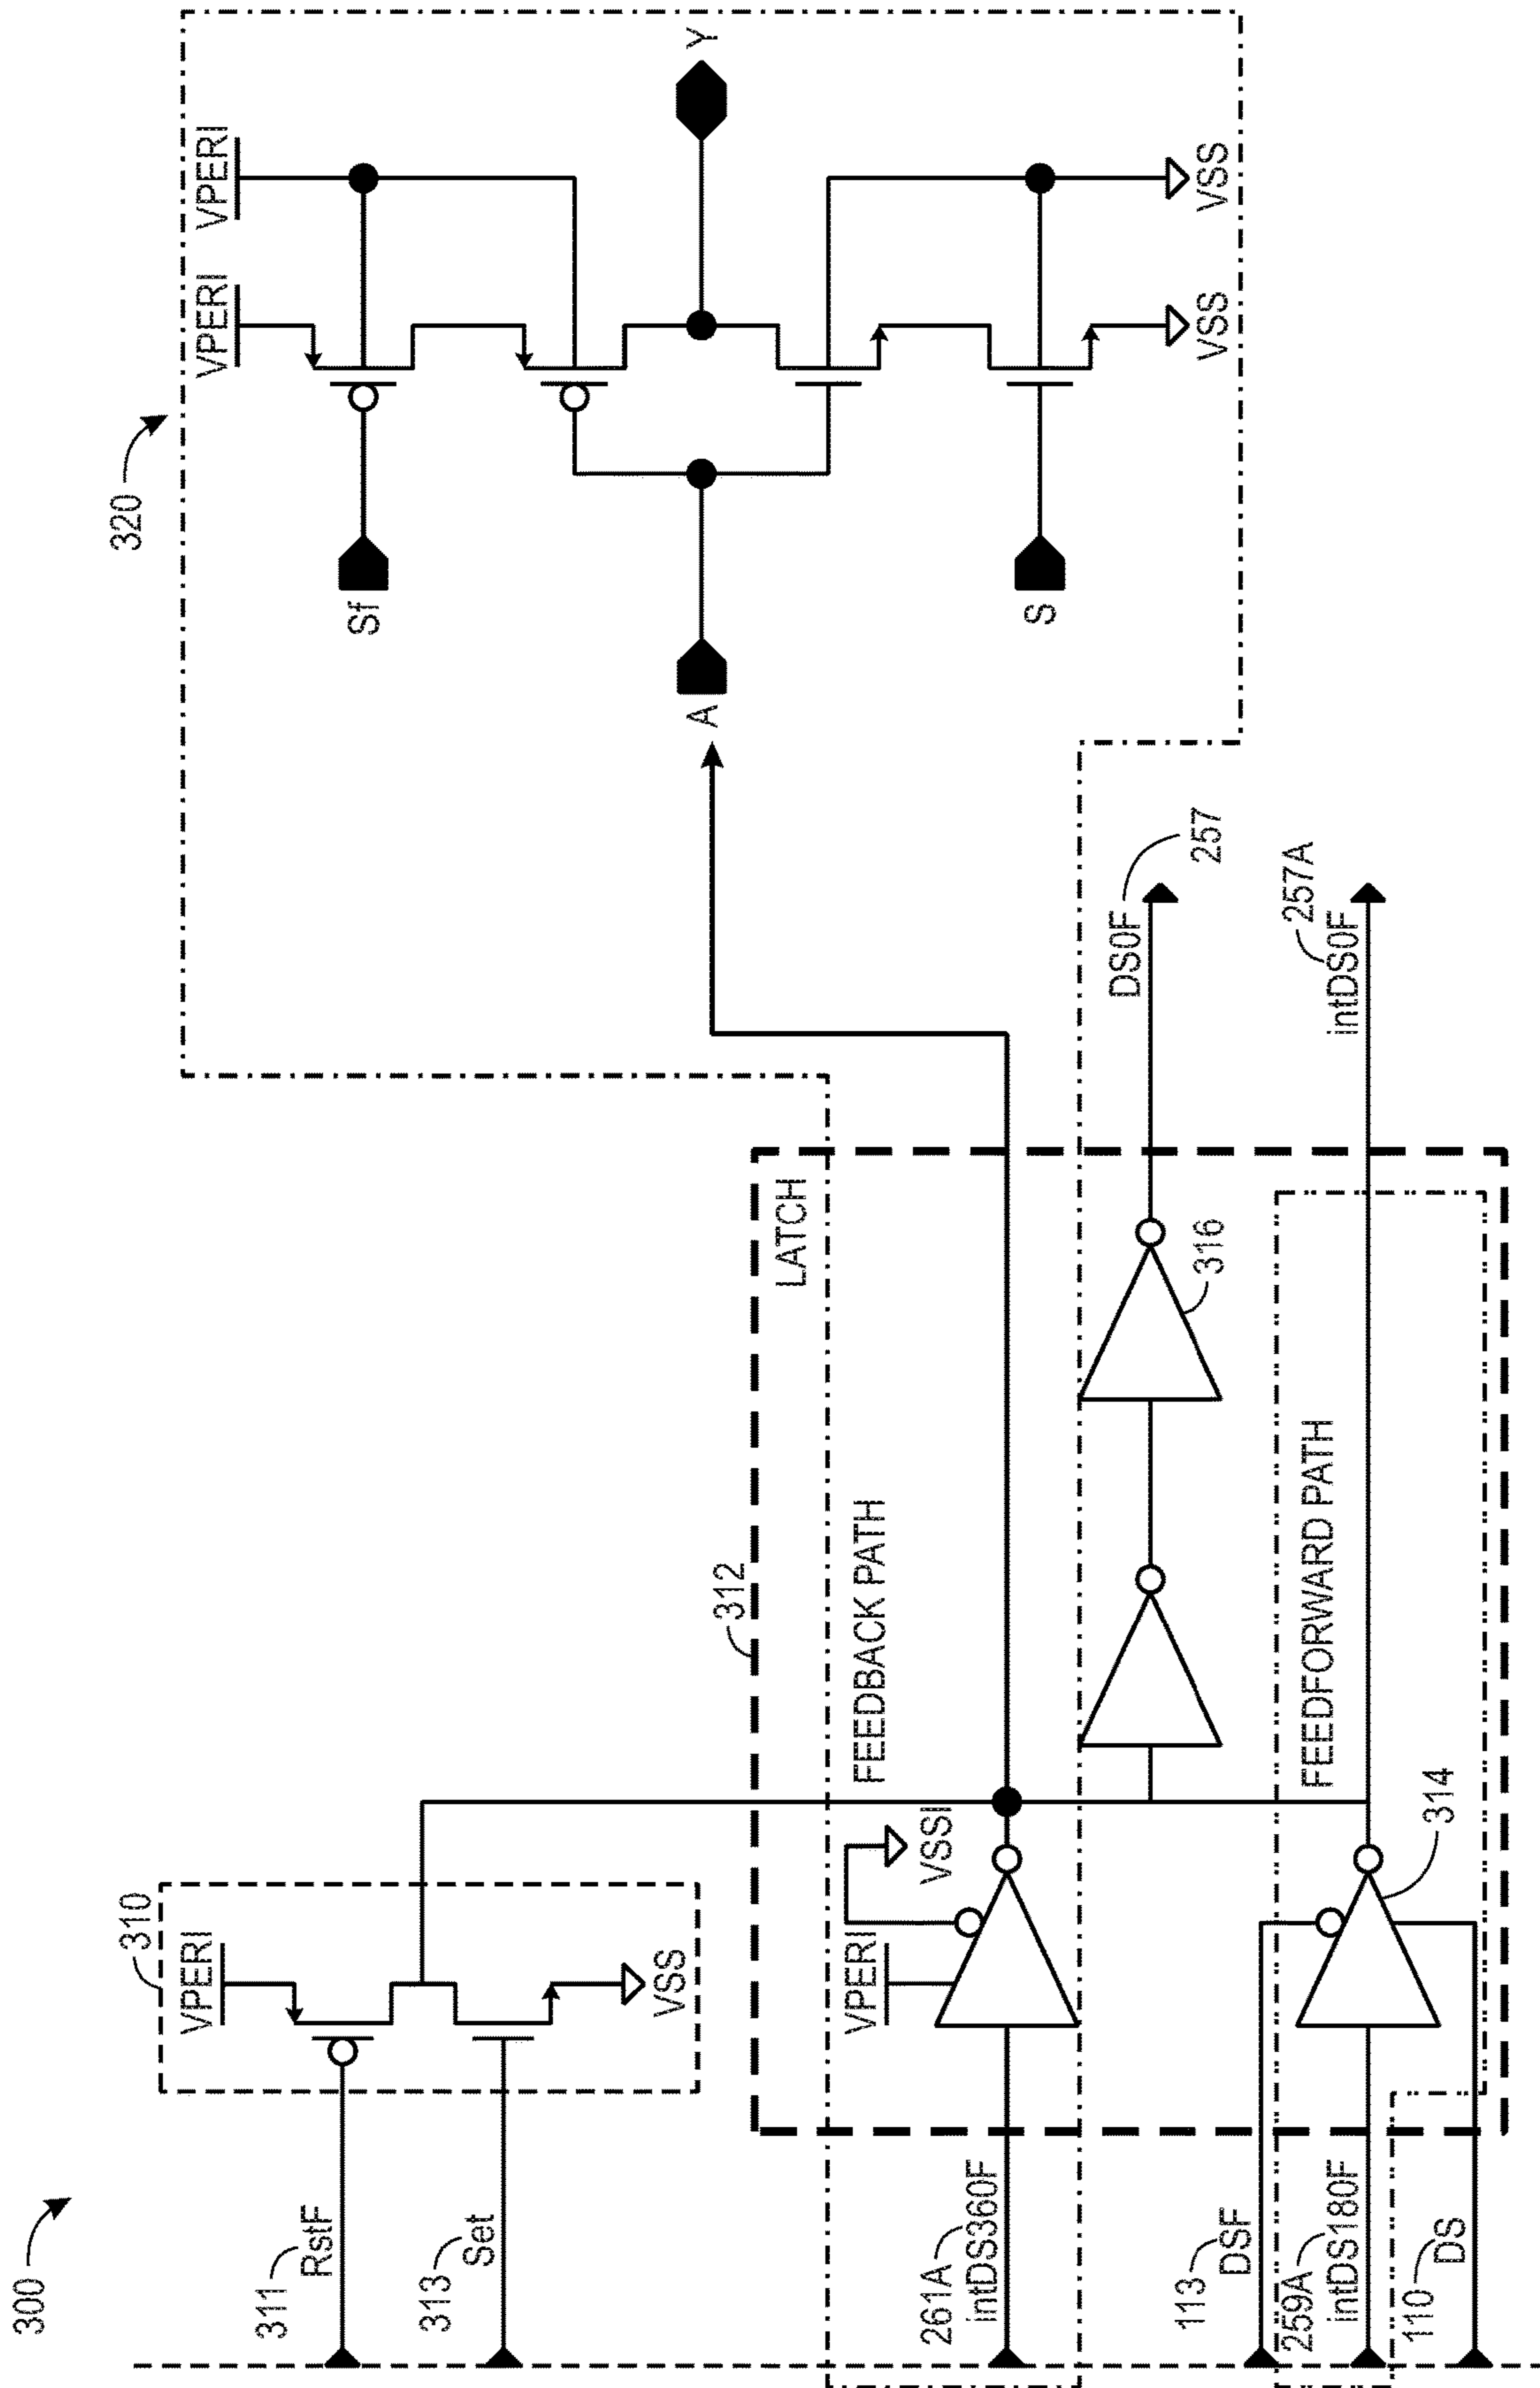 300
311
RstF
313
Set
310
VPERI
VSS
312
LATCH
FEEDBACK PATH
VPERI
VSSI
261A
intDS360F
113
DSF
259A
intDS180F
110
DS
314
FEEDFORWARD PATH
316
DS0F
257
257A
intDS0F
320
VPERI
VPERI
Sf
A
Y
S
VSS
VSS